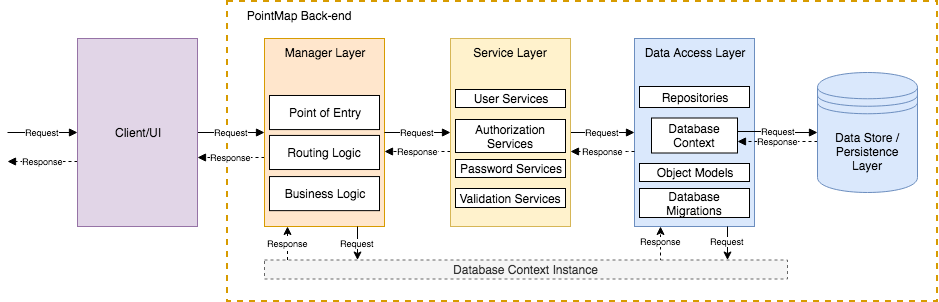 PointMap Back-end
Manager Layer
Service Layer
Data Access Layer
Client/UI
Point of Entry
Routing Logic
Business Logic
User Services
Authorization
Services
Password Services
Validation Services
Repositories
Database
Context
Object Models
Database
Migrations
Data Store /
Persistence
Layer
Request
Response
Request
Response
Request
Response
Request
Response
Request
Response
Response
Request
Response
Request
Database Context Instance